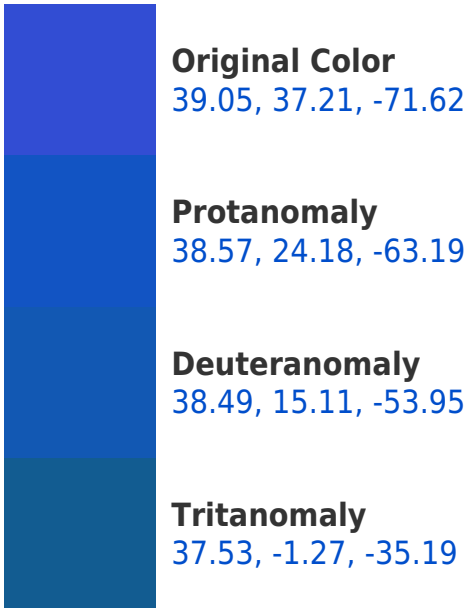 Original Color
39.05, 37.21, -71.62
Protanomaly
38.57, 24.18, -63.19
Deuteranomaly
38.49, 15.11, -53.95
Tritanomaly
37.53, -1.27, -35.19